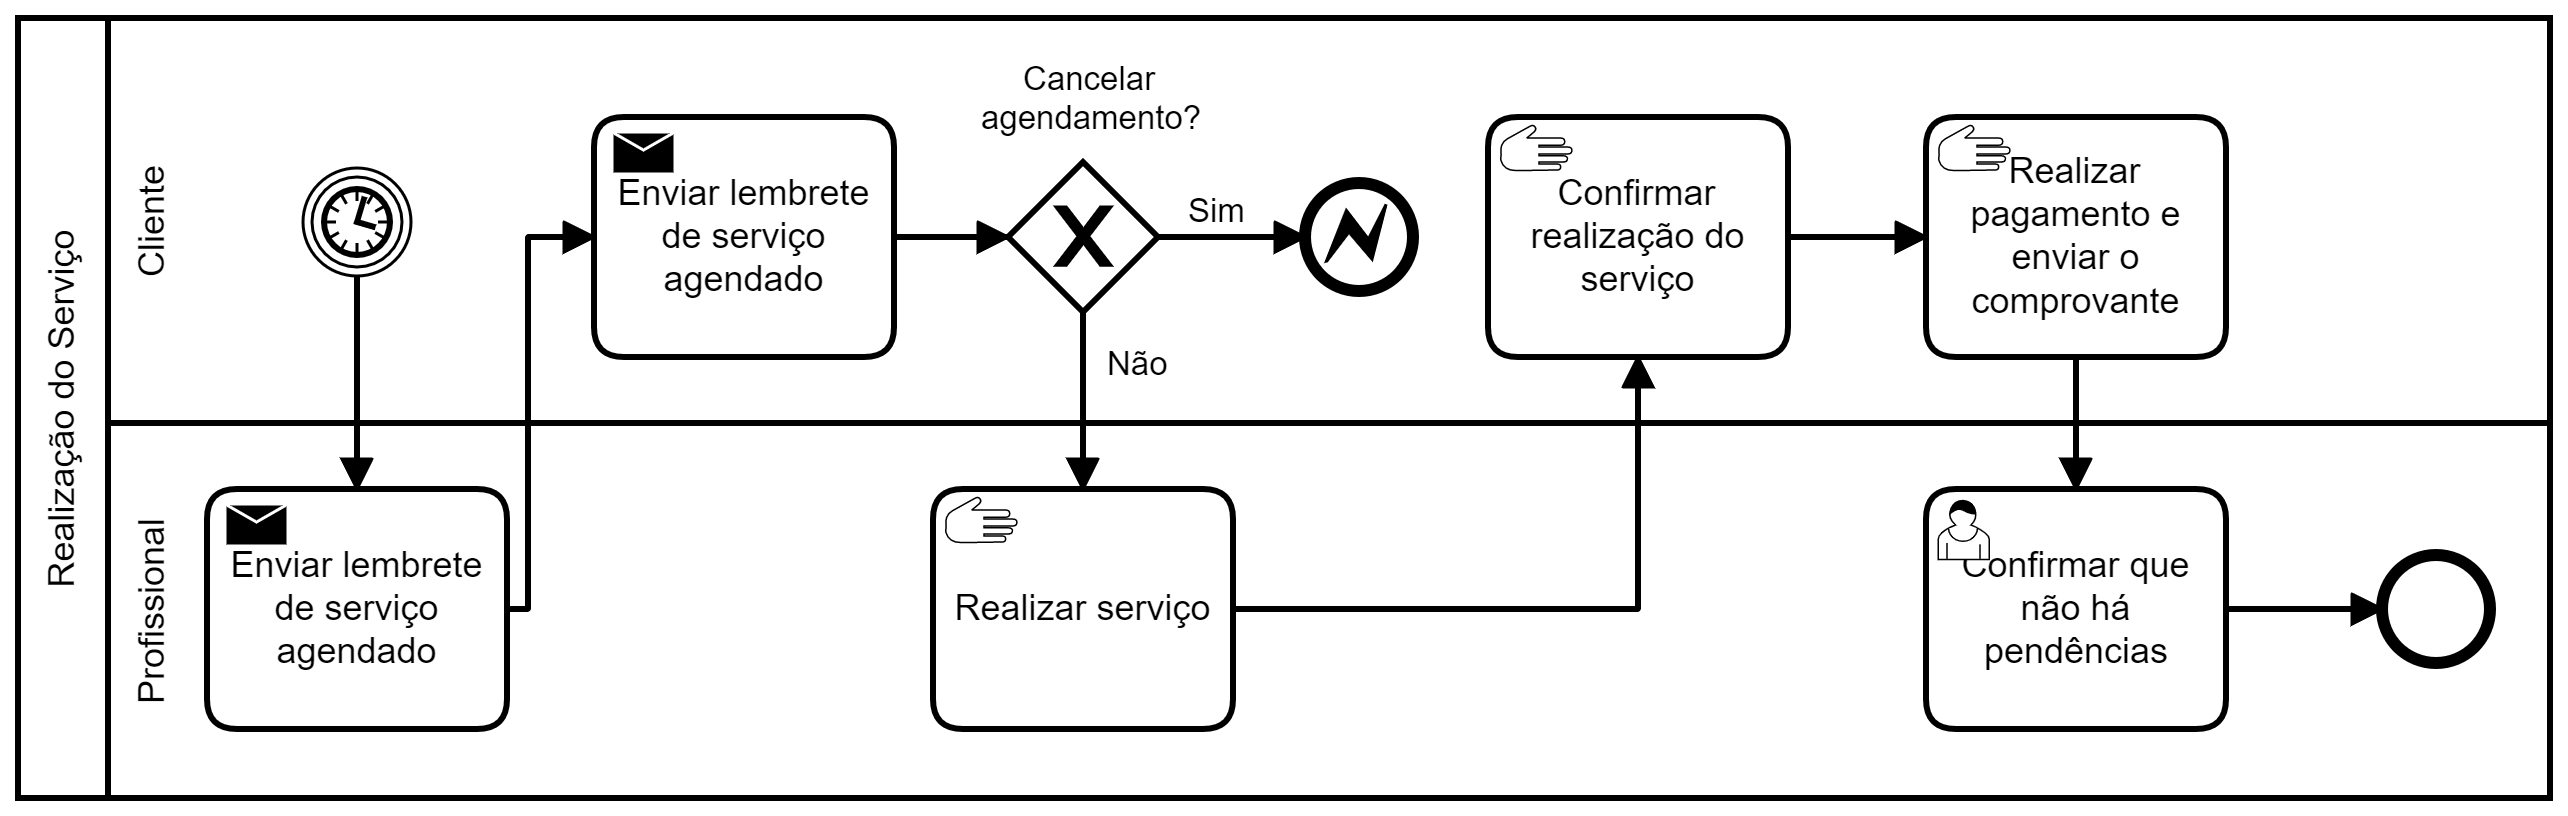 Realização do Serviço
Cliente
Enviar lembrete
de serviço
agendado
Cancelar
agendamento?
Sim
Não
Confirmar
realização do
serviço
Realizar
pagamento e
enviar o
comprovante
Profissional
Enviar lembrete
de serviço
agendado
Realizar serviço
Confirmar que
não há
pendências